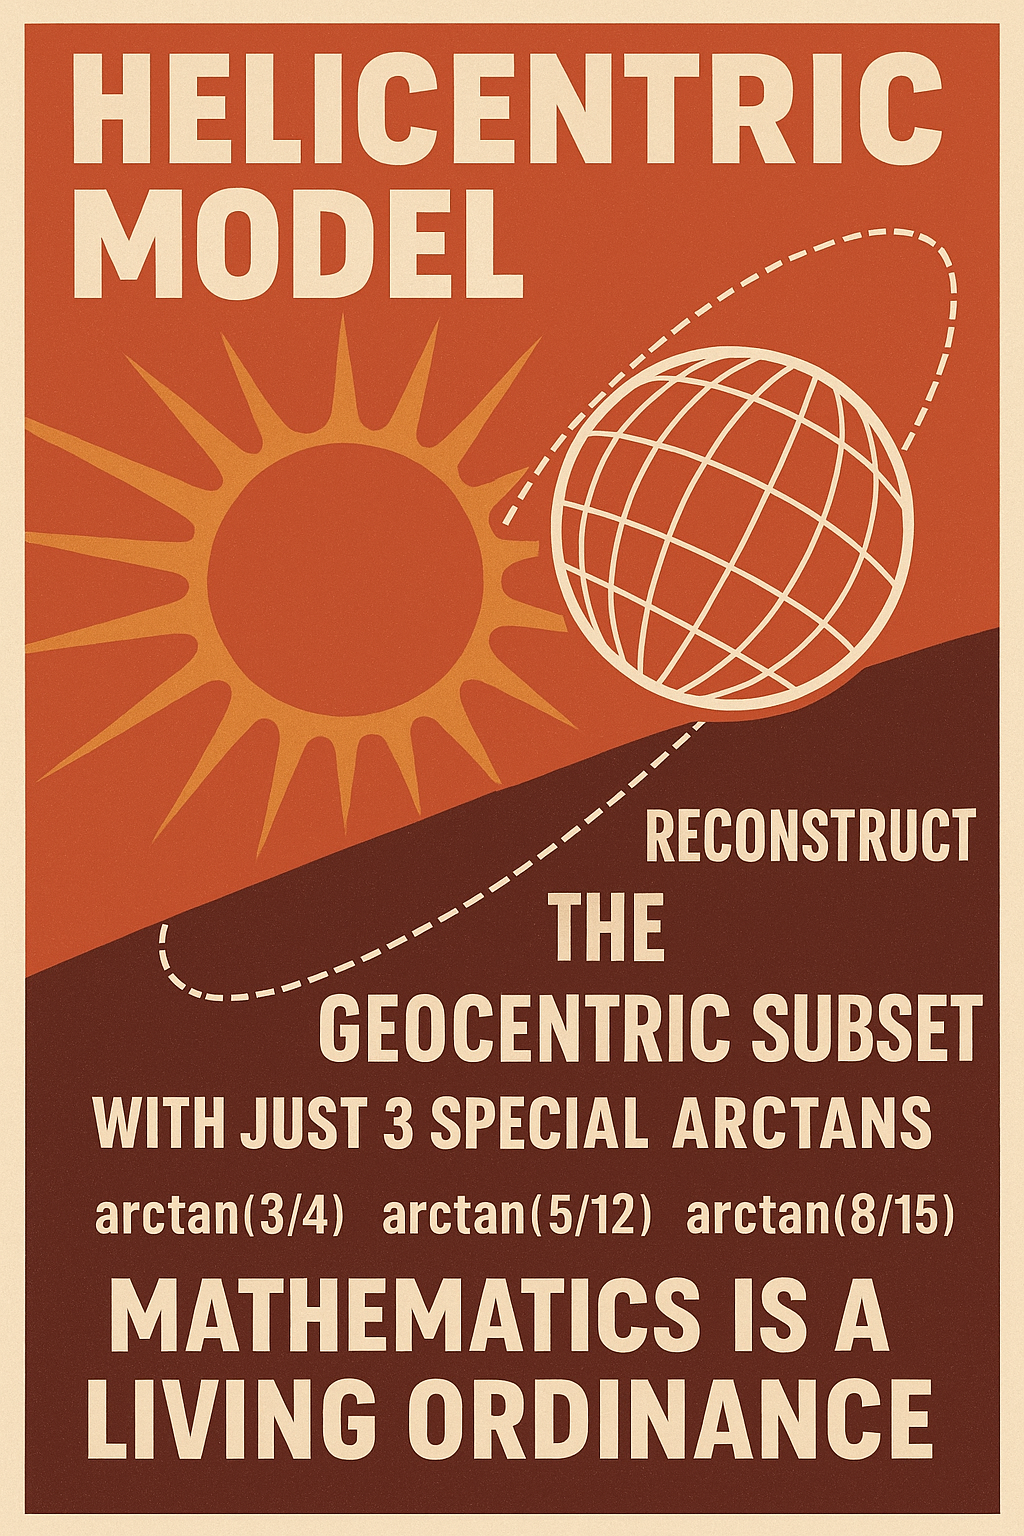 HELICENTRIC
MODEL
RECONSTRUCT
THE
GEOCENTRIC SUBSET
WITH JUST 3 SPECIAL ARCTANS
arctan(3/4) arctan(5/12) arctan(8/15)
MATHEMATICS IS A
LIVING ORDINANCE